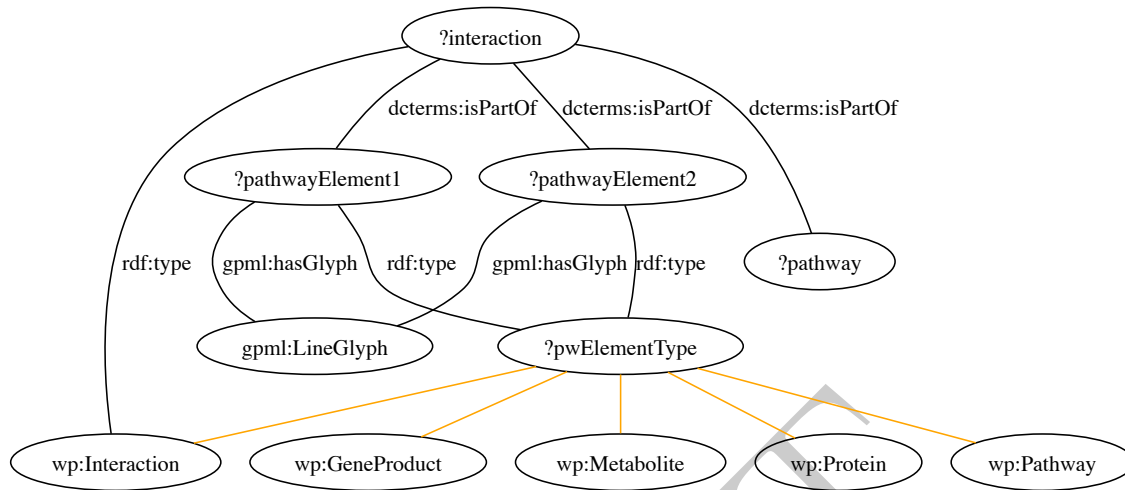 ?interaction
dcterms:isPartOf dcterms:isPartOf dcterms:isPartOf
?pathwayElement1 ?pathwayElement2
rdf:type gpml:hasGlyph rdf:type gpml:hasGlyph rdf:type ?pathway
gpml:LineGlyph ?pwElementType
wp:Interaction wp:GeneProduct wp:Metabolite wp:Protein wp:Pathway
T